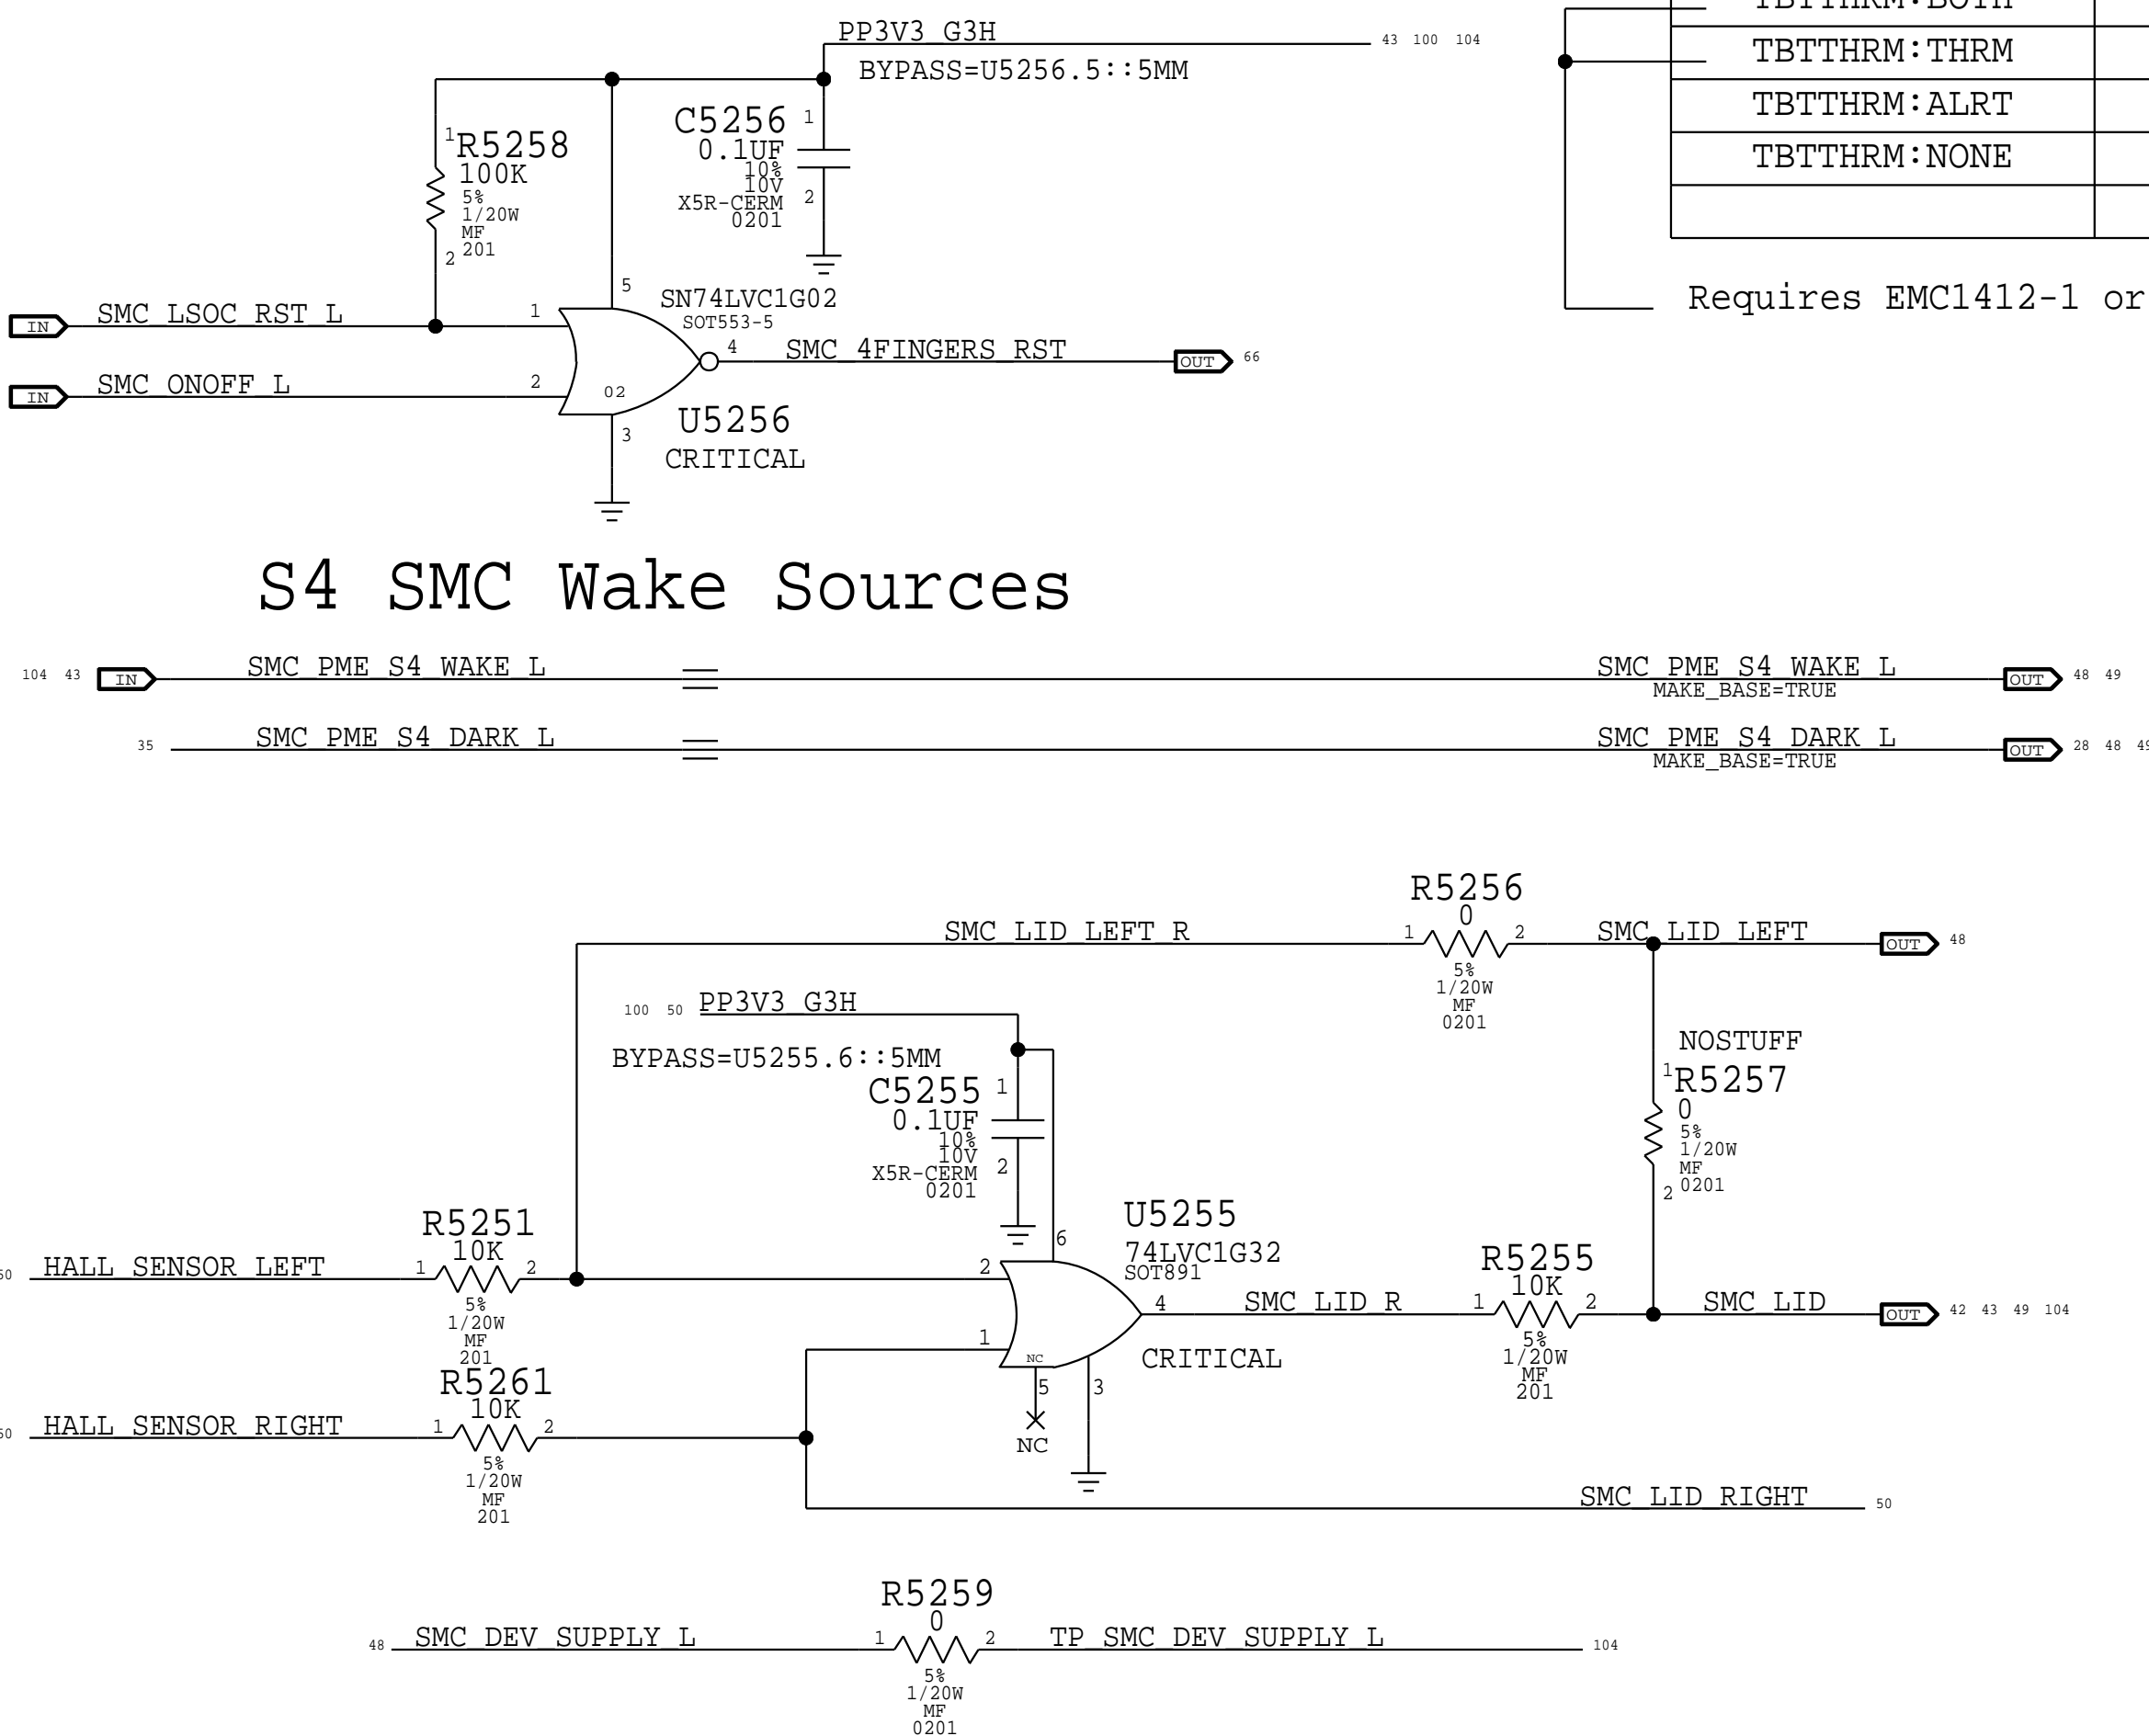 PP3V3_G3H
43 100 104
BYPASS=U5256.5::5MM
C5256
0.1UF
10%
10V
X5R-CERM
0201
1
2
1
R5258
100K
5%
1/20W
MF
201
2
TBTTHRM:BOTH
TBTTHRM:THRM
TBTTHRM:ALRT
TBTTHRM:NONE
Requires EMC1412-1 or
IN
SMC_LSOC_RST_L
1
5
SN74LVC1G02
SOT553-5
4
SMC_4FINGERS_RST
OUT
66
IN
SMC_ONOFF_L
2
02
U5256
3
CRITICAL
S4 SMC Wake Sources
104 43
IN
SMC_PME_S4_WAKE_L
SMC_PME_S4_WAKE_L
MAKE_BASE=TRUE
OUT
48 49
35
SMC_PME_S4_DARK_L
SMC_PME_S4_DARK_L
MAKE_BASE=TRUE
OUT
28 48 49
R5256
0
SMC_LID_LEFT_R
1
2
5%
1/20W
MF
0201
SMC_LID_LEFT
OUT
48
100 50
PP3V3_G3H
BYPASS=U5255.6::5MM
C5255
0.1UF
10%
10V
X5R-CERM
0201
1
2
NOSTUFF
1
R5257
0
5%
1/20W
MF
0201
2
R5251
10K
HALL_SENSOR_LEFT
1
2
5%
1/20W
MF
201
U5255
6
74LVC1G32
SOT891
2
1
4
SMC_LID_R
NC
5
3
NC
CRITICAL
R5255
10K
1
2
5%
1/20W
MF
201
SMC_LID
OUT
42 43 49 104
R5261
10K
HALL_SENSOR_RIGHT
1
2
5%
1/20W
MF
201
SMC_LID_RIGHT
50
R5259
0
48
SMC_DEV_SUPPLY_L
1
2
TP_SMC_DEV_SUPPLY_L
104
5%
1/20W
MF
0201